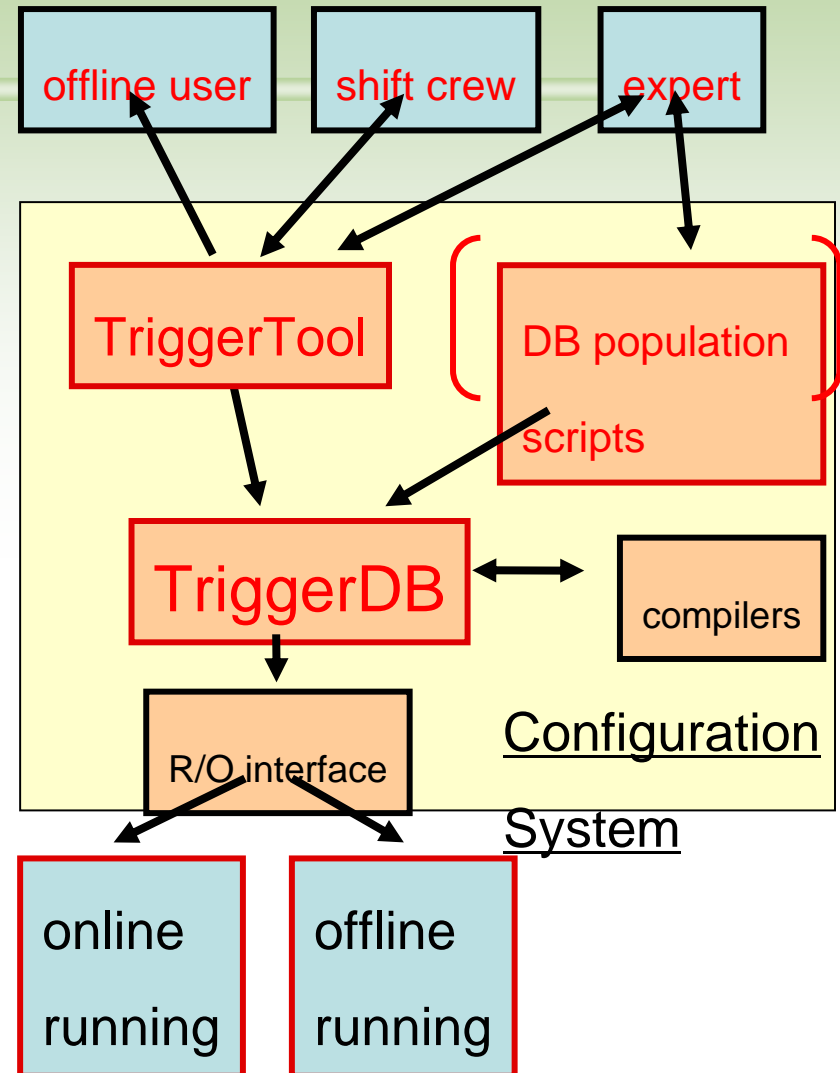 offline user
shift crew
expert
TriggerTool
DB population
scripts
TriggerDB
compilers
R/O interface
Configuration
System
online
running
offline
running